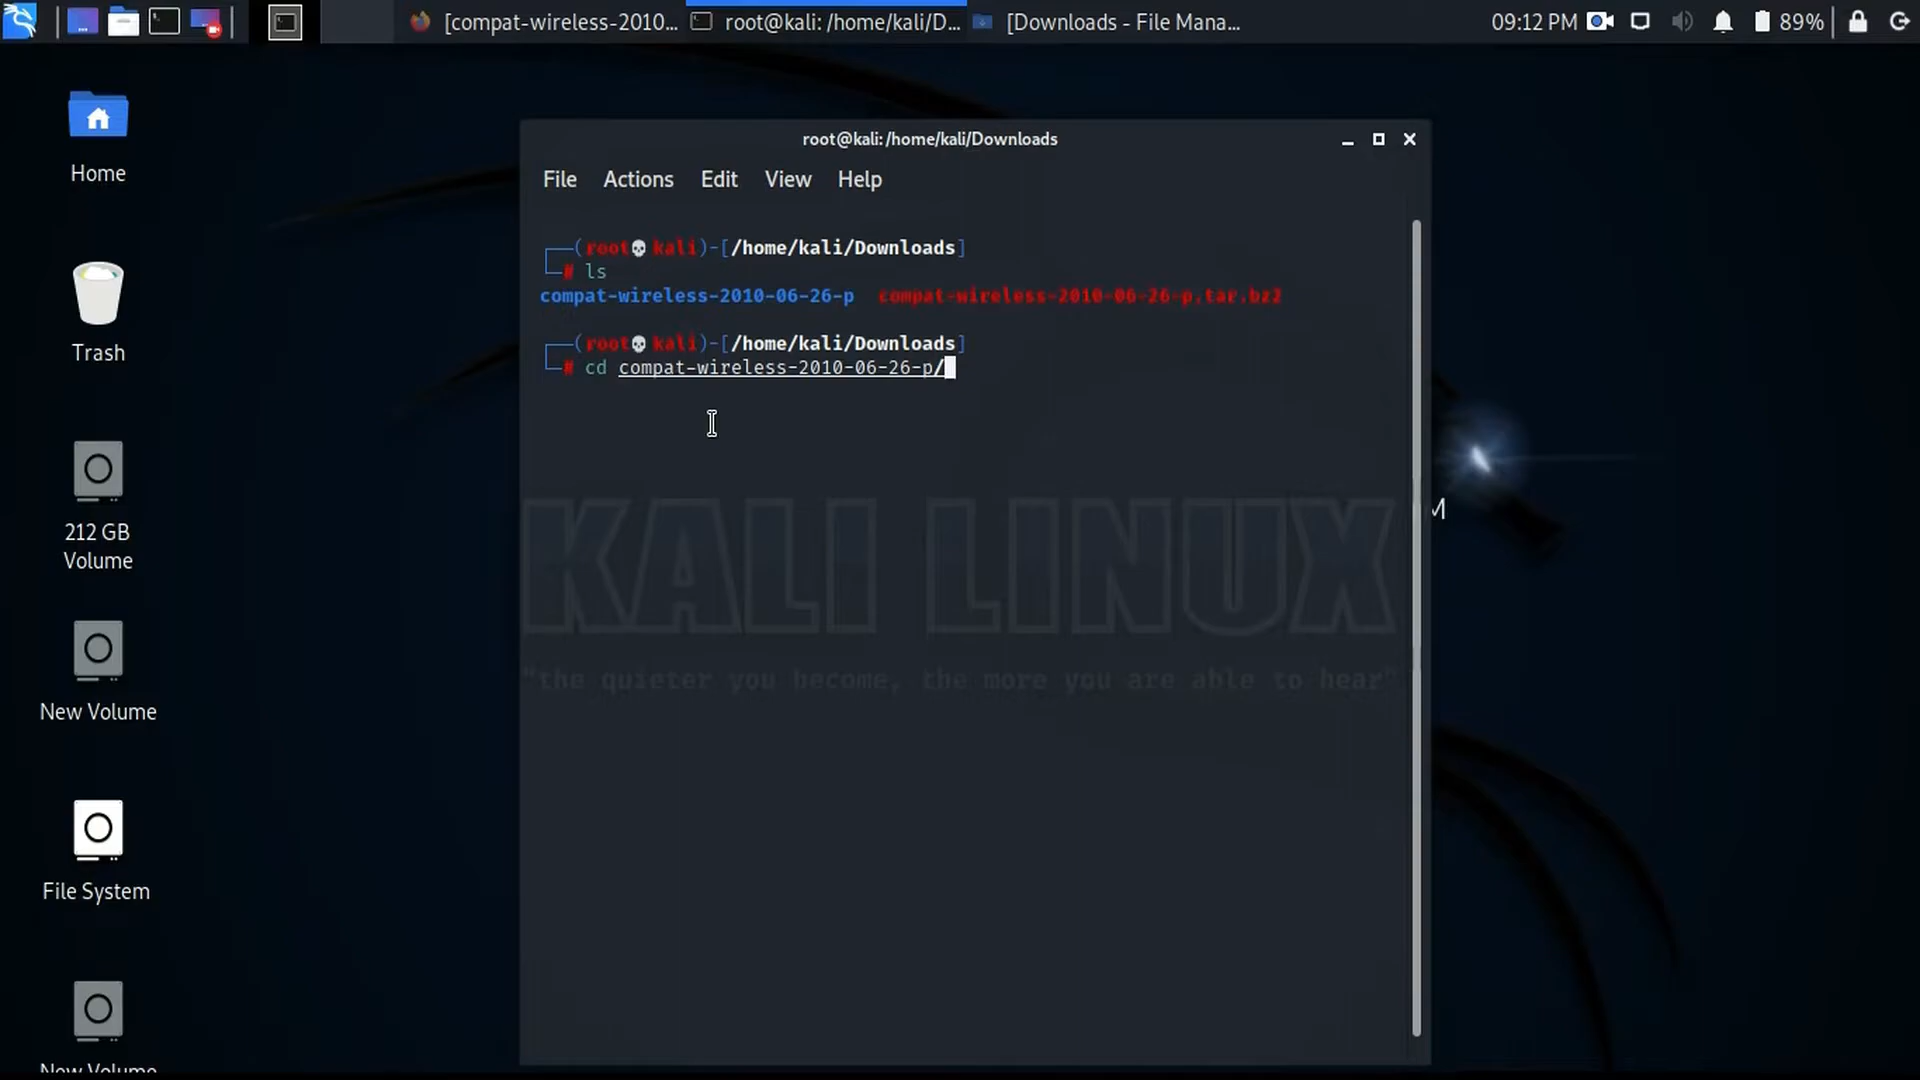 [compat-wireless-2010... root@kali: /home/kali/D... [Downloads - File Mana... 09:12 PM 89%
Home
Trash
212 GB
Volume
New Volume
File System
New Volume
root@kali:/home/kali/Downloads
File Actions Edit View Help
(root💀kali)-[/home/kali/Downloads]
# ls
compat-wireless-2010-06-26-p compat-wireless-2010-06-26-p.tar.bz2
(root💀kali)-[/home/kali/Downloads]
# cd compat-wireless-2010-06-26-p/
KALI LINUX
"the quieter you become, the more you are able to hear"
M